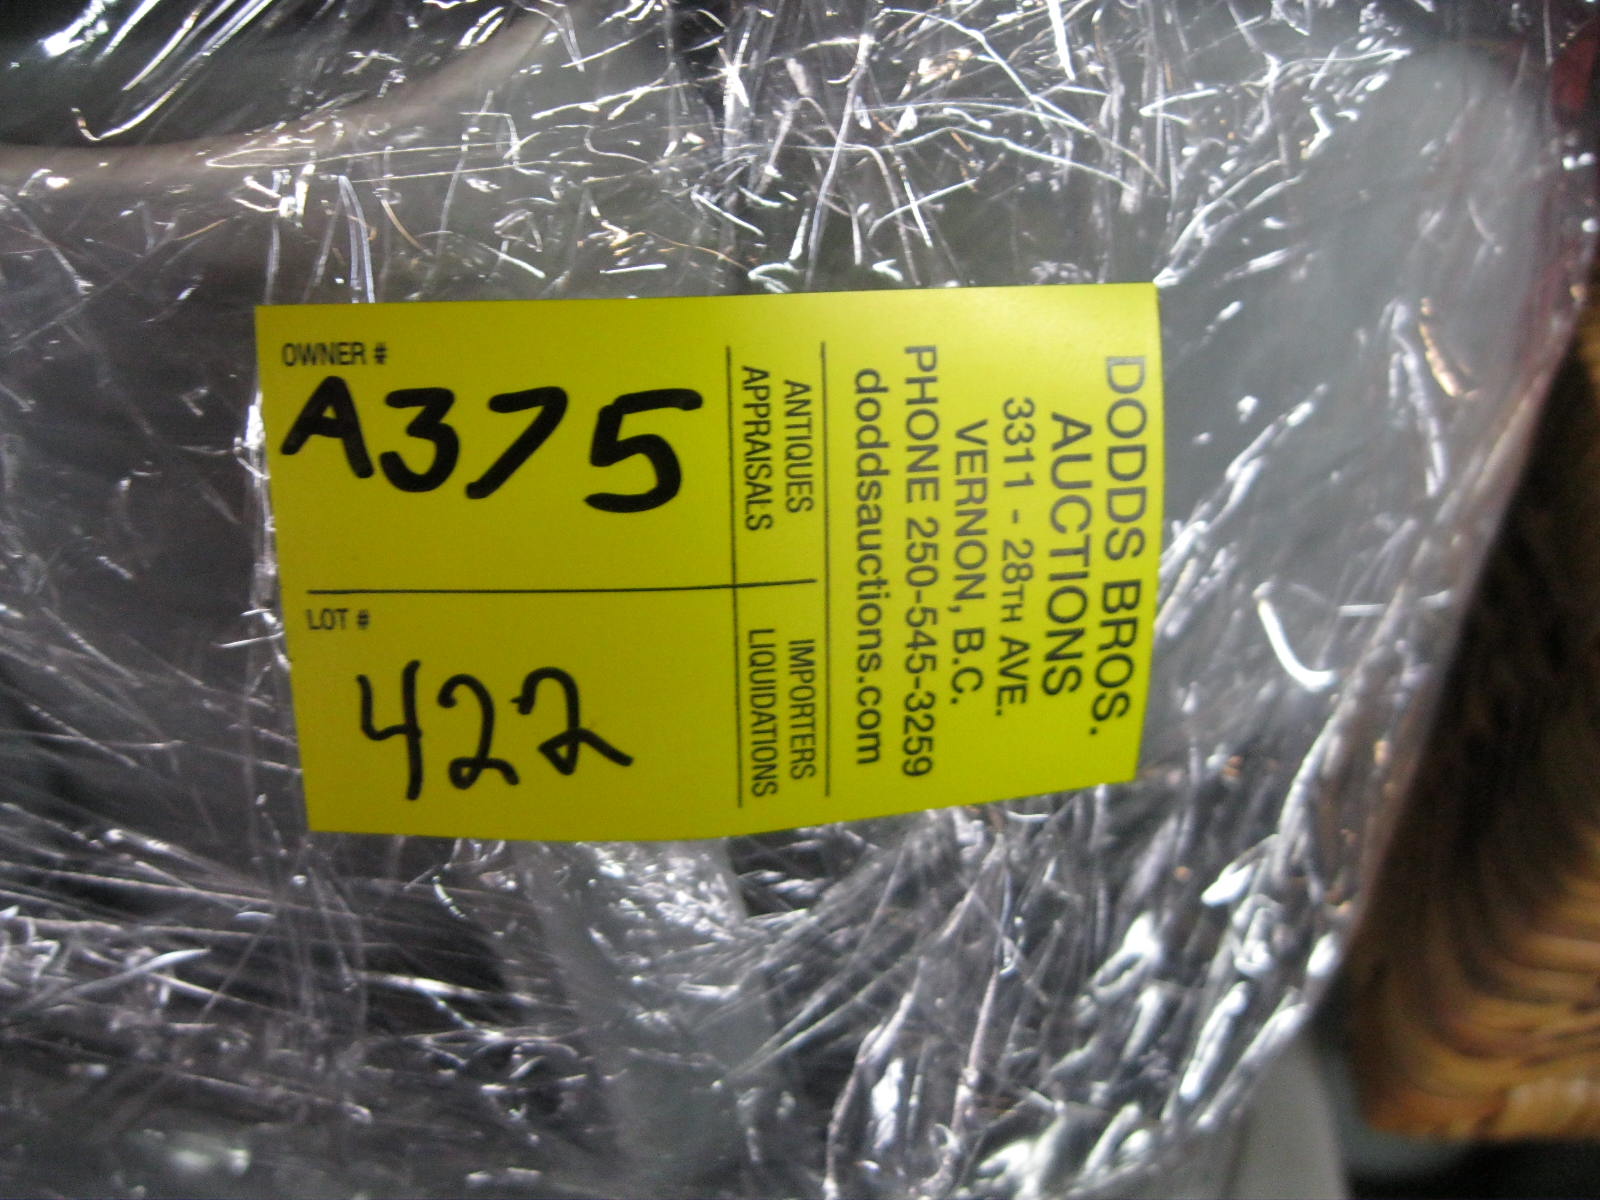 DODDS BROS.
AUCTIONS
3311 - 28TH AVE.
VERNON, B.C.
PHONE 250-545-3259
doddsauctions.com
ANTIQUES
APPRAISALS
IMPORTERS
LIQUIDATIONS
OWNER #
A375
LOT #
422